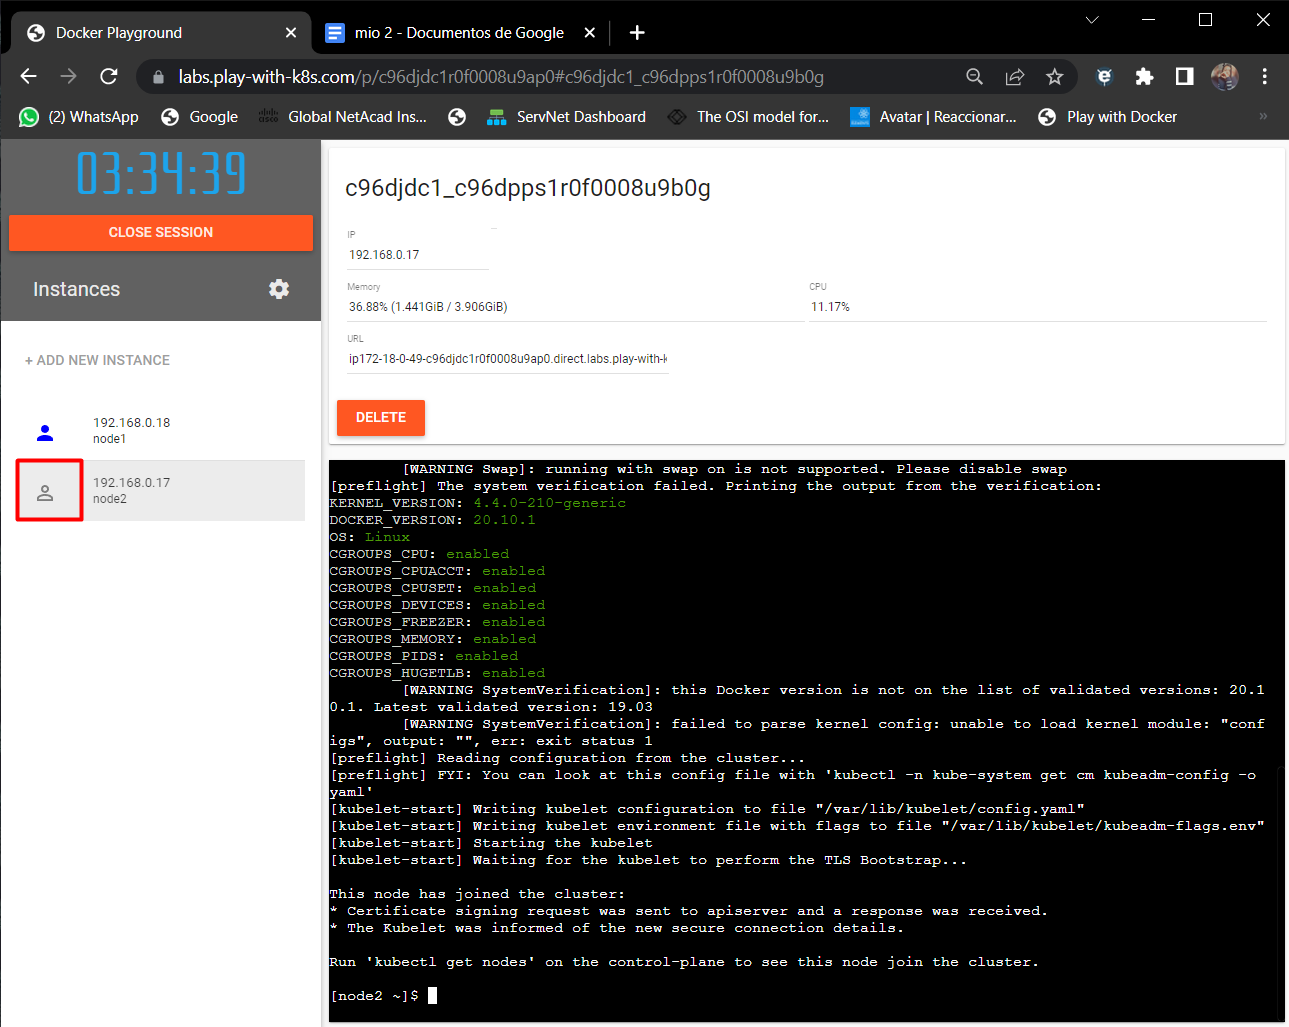 Docker Playground
mio 2 - Documentos de Google
labs.play-with-k8s.com/p/c96djdc1r0f0008u9ap0#c96djdc1_c96dpps1r0f0008u9b0g
(2) WhatsApp
Google
Global NetAcad Ins...
ServNet Dashboard
The OSI model for...
Avatar | Reaccionar...
Play with Docker
»
03:34:39
CLOSE SESSION
Instances
+ ADD NEW INSTANCE
192.168.0.18
node1
192.168.0.17
node2
c96djdc1_c96dpps1r0f0008u9b0g
IP
192.168.0.17
Memory
36.88% (1.441GiB / 3.906GiB)
CPU
11.17%
URL
ip172-18-0-49-c96djdc1r0f0008u9ap0.direct.labs.play-with-k
DELETE
[WARNING Swap]: running with swap on is not supported. Please disable swap
[preflight] The system verification failed. Printing the output from the verification:
KERNEL_VERSION: 4.4.0-210-generic
DOCKER_VERSION: 20.10.1
OS: Linux
CGROUPS_CPU: enabled
CGROUPS_CPUACCT: enabled
CGROUPS_CPUSET: enabled
CGROUPS_DEVICES: enabled
CGROUPS_FREEZER: enabled
CGROUPS_MEMORY: enabled
CGROUPS_PIDS: enabled
CGROUPS_HUGETLB: enabled
[WARNING SystemVerification]: this Docker version is not on the list of validated versions: 20.1
0.1. Latest validated version: 19.03
[WARNING SystemVerification]: failed to parse kernel config: unable to load kernel module: "conf
igs", output: "", err: exit status 1
[preflight] Reading configuration from the cluster...
[preflight] FYI: You can look at this config file with 'kubectl -n kube-system get cm kubeadm-config -o
yaml'
[kubelet-start] Writing kubelet configuration to file "/var/lib/kubelet/config.yaml"
[kubelet-start] Writing kubelet environment file with flags to file "/var/lib/kubelet/kubeadm-flags.env"
[kubelet-start] Starting the kubelet
[kubelet-start] Waiting for the kubelet to perform the TLS Bootstrap...
This node has joined the cluster:
* Certificate signing request was sent to apiserver and a response was received.
* The Kubelet was informed of the new secure connection details.
Run 'kubectl get nodes' on the control-plane to see this node join the cluster.
[node2 ~]$